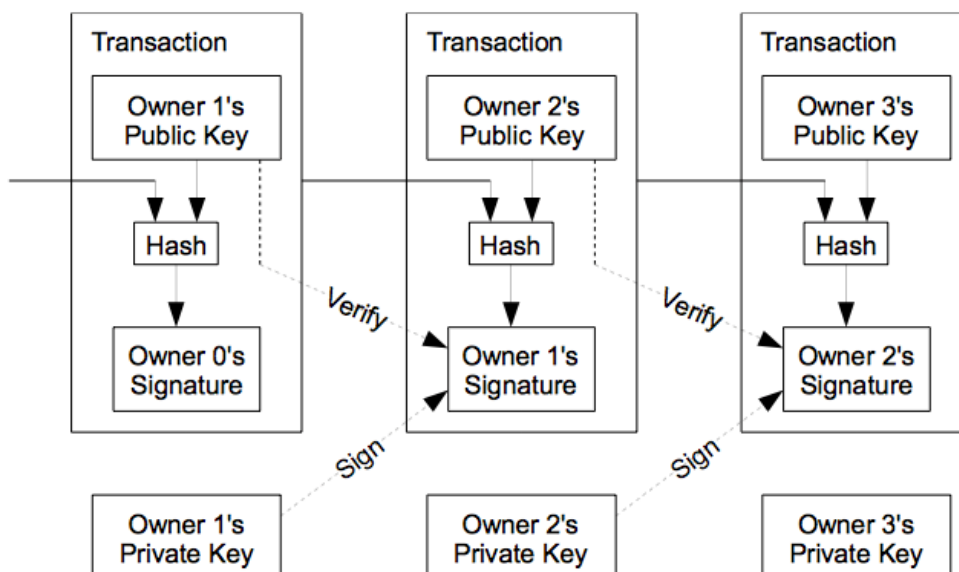 Transaction
Transaction
Transaction
Owner 1's
Public Key
Owner 2's
Public Key
Owner 3's
Public Key
Hash
Hash
Hash
Verify
Verify
Owner 0's
Signature
Owner 1's
Signature
Owner 2's
Signature
Sign
Sign
Owner 1's
Private Key
Owner 2's
Private Key
Owner 3's
Private Key